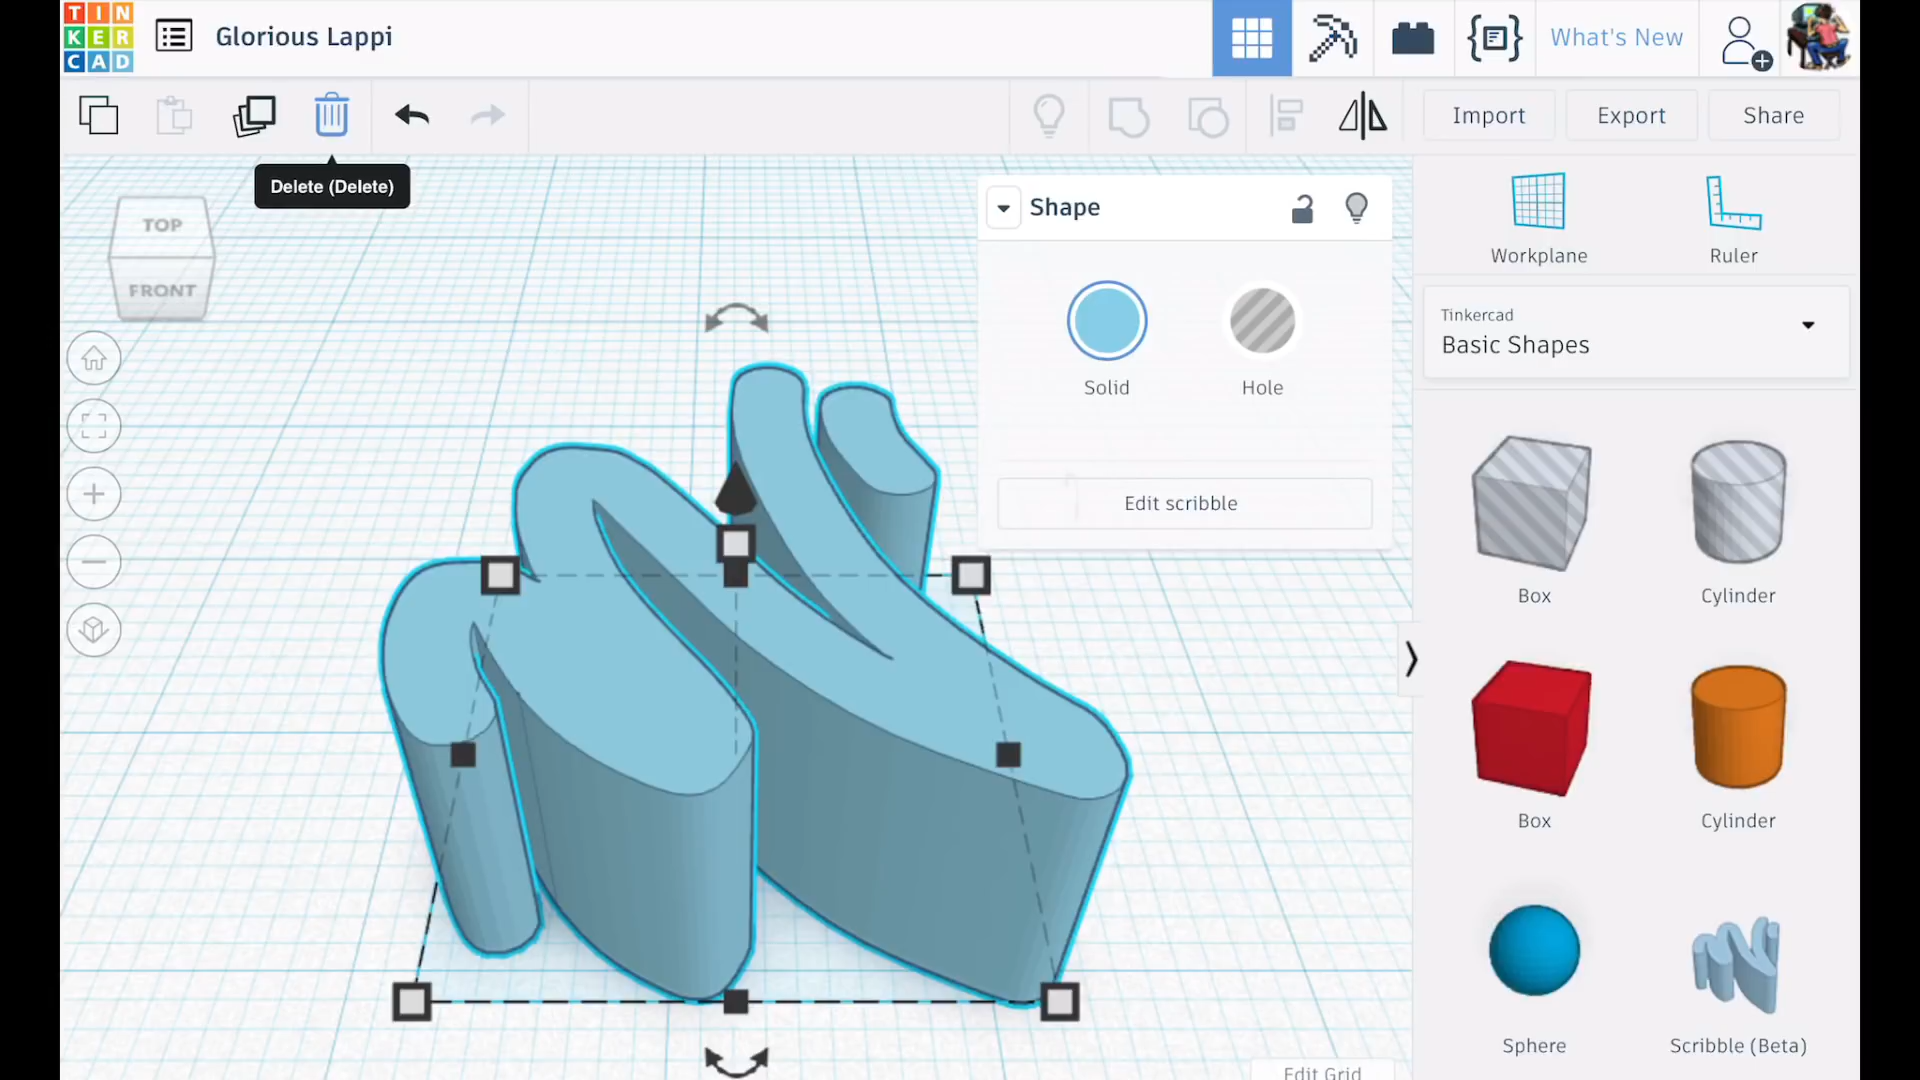 TIN
KER
CAD
Glorious Lappi
What's New
Import
Export
Share
Delete (Delete)
TOP
FRONT
Shape
Solid
Hole
Edit scribble
Workplane
Ruler
Tinkercad
Basic Shapes
Box
Cylinder
Box
Cylinder
Sphere
Scribble (Beta)
Edit Grid